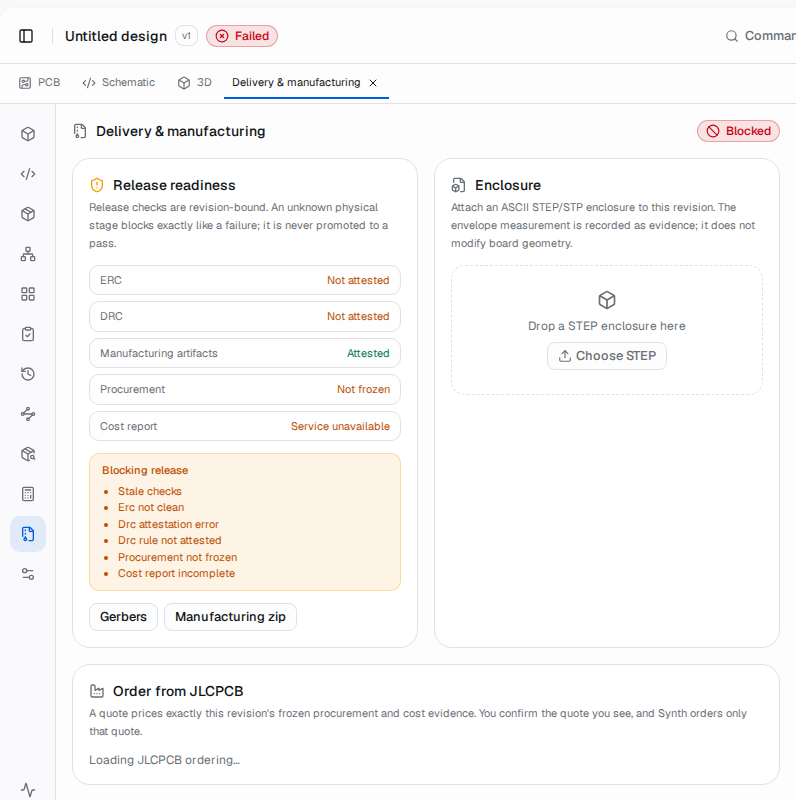 Untitled design v1 Failed Comman
PCB Schematic 3D Delivery & manufacturing
Delivery & manufacturing Blocked
Release readiness
Release checks are revision-bound. An unknown physical
stage blocks exactly like a failure; it is never promoted to a
pass.
ERC Not attested
DRC Not attested
Manufacturing artifacts Attested
Procurement Not frozen
Cost report Service unavailable
Blocking release
Stale checks
Erc not clean
Drc attestation error
Drc rule not attested
Procurement not frozen
Cost report incomplete
Gerbers Manufacturing zip
Enclosure
Attach an ASCII STEP/STP enclosure to this revision. The
envelope measurement is recorded as evidence; it does not
modify board geometry.
Drop a STEP enclosure here
Choose STEP
Order from JLCPCB
A quote prices exactly this revision's frozen procurement and cost evidence. You confirm the quote you see, and Synth orders only
that quote.
Loading JLCPCB ordering...